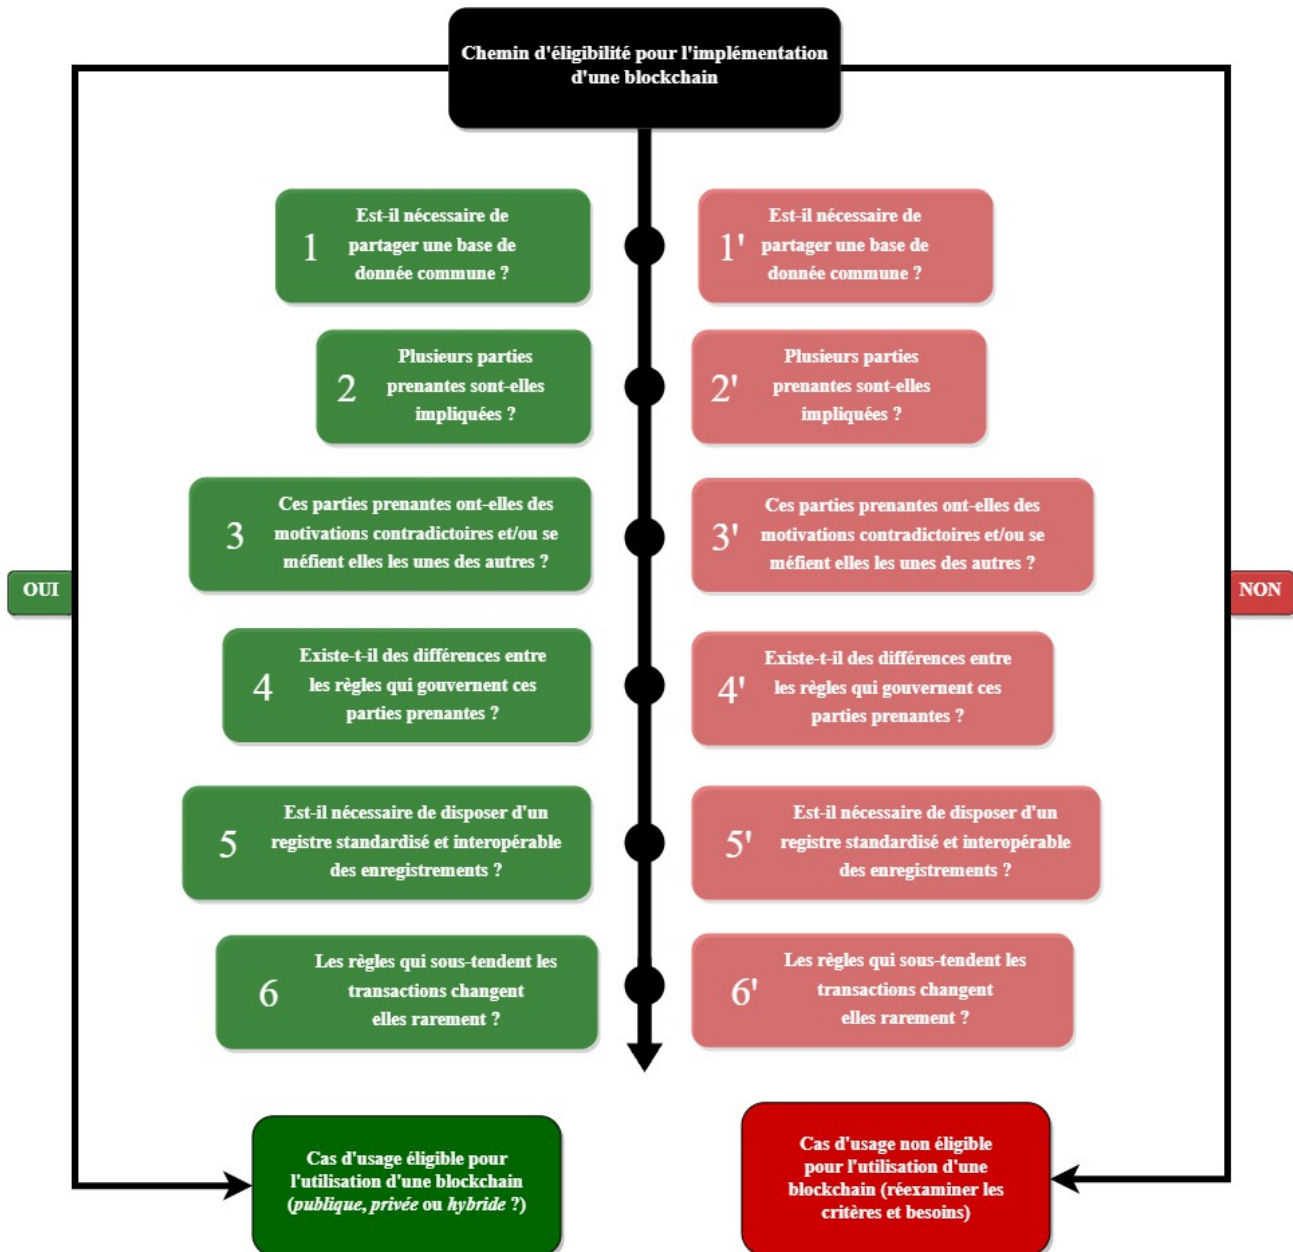 Chemin d'éligibilité pour l'implémentation
d'une blockchain
1
Est-il nécessaire de
partager une base de
donnée commune ?
1'
Est-il nécessaire de
partager une base de
donnée commune ?
2
Plusieurs parties
prenantes sont-elles
impliquées ?
2'
Plusieurs parties
prenantes sont-elles
impliquées ?
3
Ces parties prenantes ont-elles des
motivations contradictoires et/ou se
méfient elles les unes des autres ?
3'
Ces parties prenantes ont-elles des
motivations contradictoires et/ou se
méfient elles les unes des autres ?
OUI
NON
4
Existe-t-il des différences entre
les règles qui gouvernent ces
parties prenantes ?
4'
Existe-t-il des différences entre
les règles qui gouvernent ces
parties prenantes ?
5
Est-il nécessaire de disposer d'un
registre standardisé et interopérable
des enregistrements ?
5'
Est-il nécessaire de disposer d'un
registre standardisé et interopérable
des enregistrements ?
6
Les règles qui sous-tendent les
transactions changent
elles rarement ?
6'
Les règles qui sous-tendent les
transactions changent
elles rarement ?
Cas d'usage éligible pour
l'utilisation d'une blockchain
(publique, privée ou hybride ?)
Cas d'usage non éligible
pour l'utilisation d'une
blockchain (réexaminer les
critères et besoins)